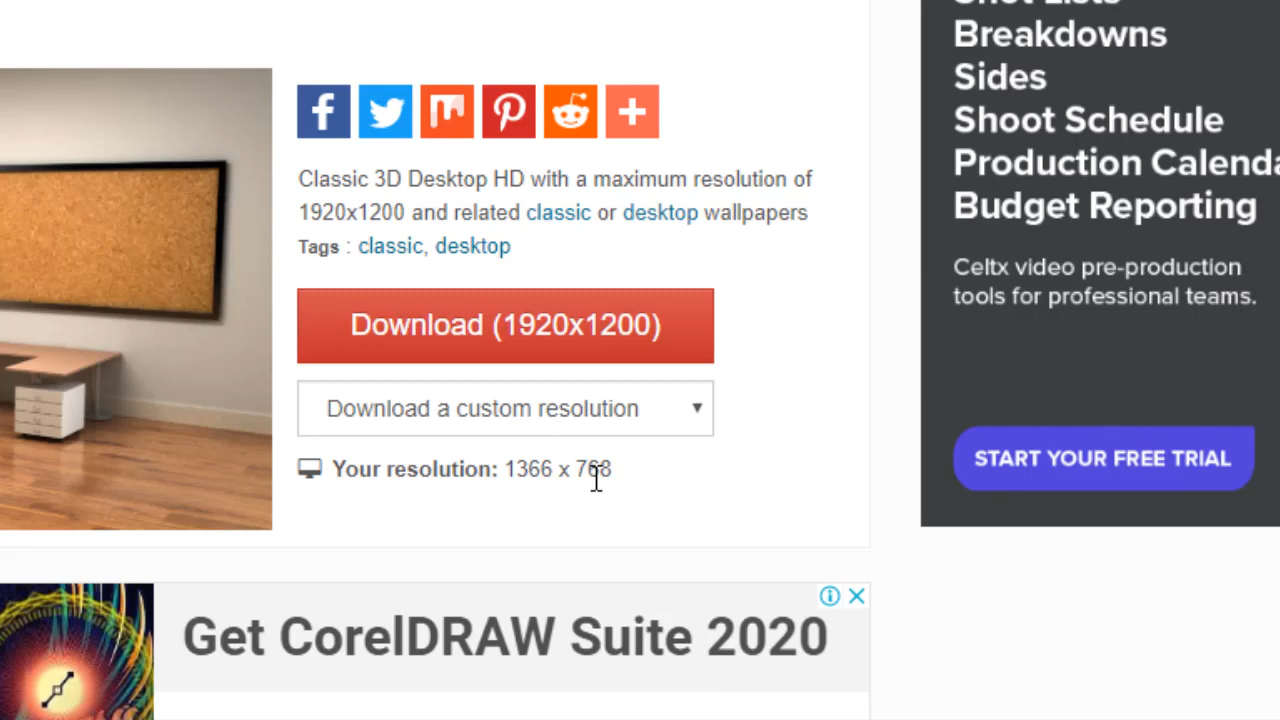 Breakdowns
Sides
Shoot Schedule
Production Calenda
Budget Reporting
Celtx video pre-production
tools for professional teams.
START YOUR FREE TRIAL
Classic 3D Desktop HD with a maximum resolution of
1920x1200 and related classic or desktop wallpapers
Tags : classic, desktop
Download (1920x1200)
Download a custom resolution
Your resolution: 1366 x 768
Get CorelDRAW Suite 2020